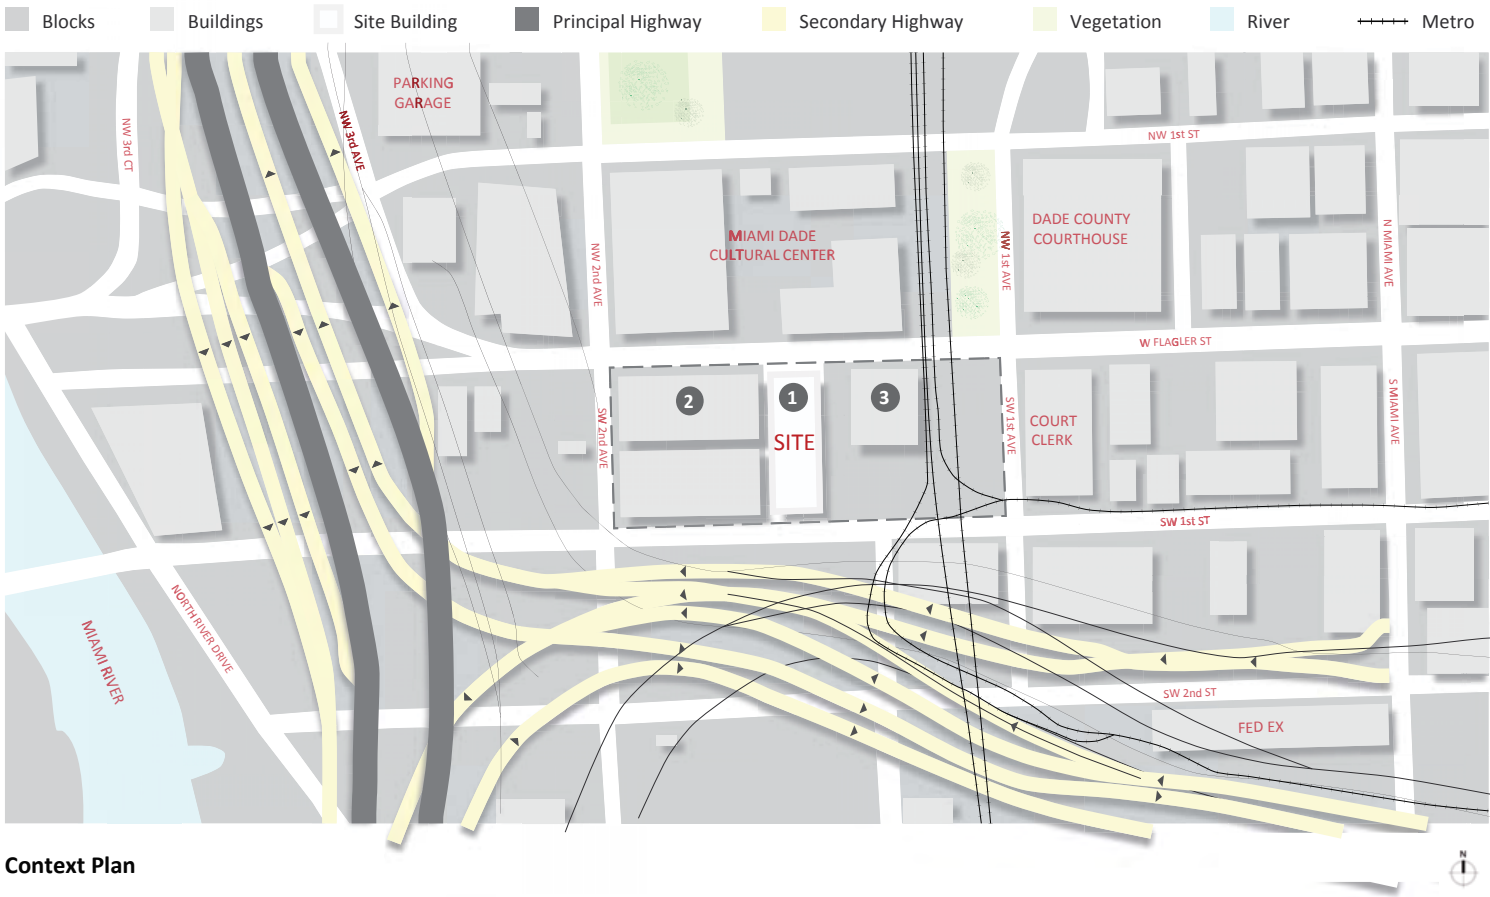 Blocks
Buildings
Site Building
Principal Highway
Secondary Highway
Vegetation
River
Metro
PARKING
GARAGE
NW 3rd CT
NW 3rd AVE
NW 1st ST
MIAMI DADE
CULTURAL CENTER
DADE COUNTY
COURTHOUSE
NW 2nd AVE
NW 1st AVE
N MIAMI AVE
W FLAGLER ST
2
1
3
SITE
COURT
CLERK
SW 2nd AVE
SW 1st AVE
S MIAMI AVE
SW 1st ST
NORTH RIVER DRIVE
MIAMI RIVER
SW 2nd ST
FED EX
Context Plan
N